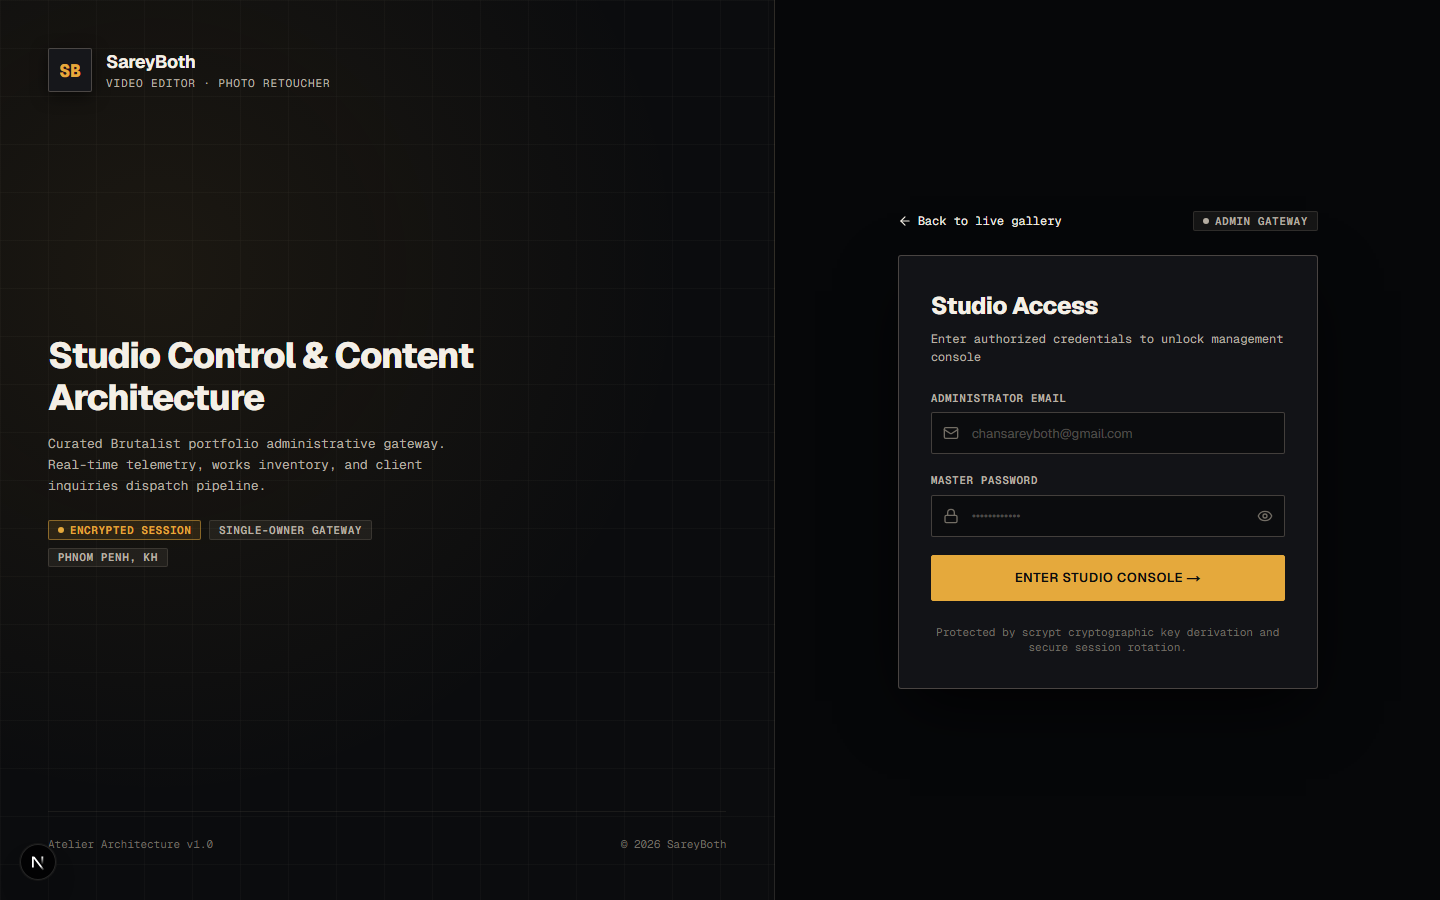 SB
SareyBoth
VIDEO EDITOR · PHOTO RETOUCHER
Studio Control & Content
Architecture
Curated Brutalist portfolio administrative gateway.
Real-time telemetry, works inventory, and client
inquiries dispatch pipeline.
ENCRYPTED SESSION
SINGLE-OWNER GATEWAY
PHNOM PENH, KH
Atelier Architecture v1.0
© 2026 SareyBoth
N
← Back to live gallery
ADMIN GATEWAY
Studio Access
Enter authorized credentials to unlock management
console
ADMINISTRATOR EMAIL
chansareyboth@gmail.com
MASTER PASSWORD
••••••••••••
ENTER STUDIO CONSOLE →
Protected by scrypt cryptographic key derivation and
secure session rotation.